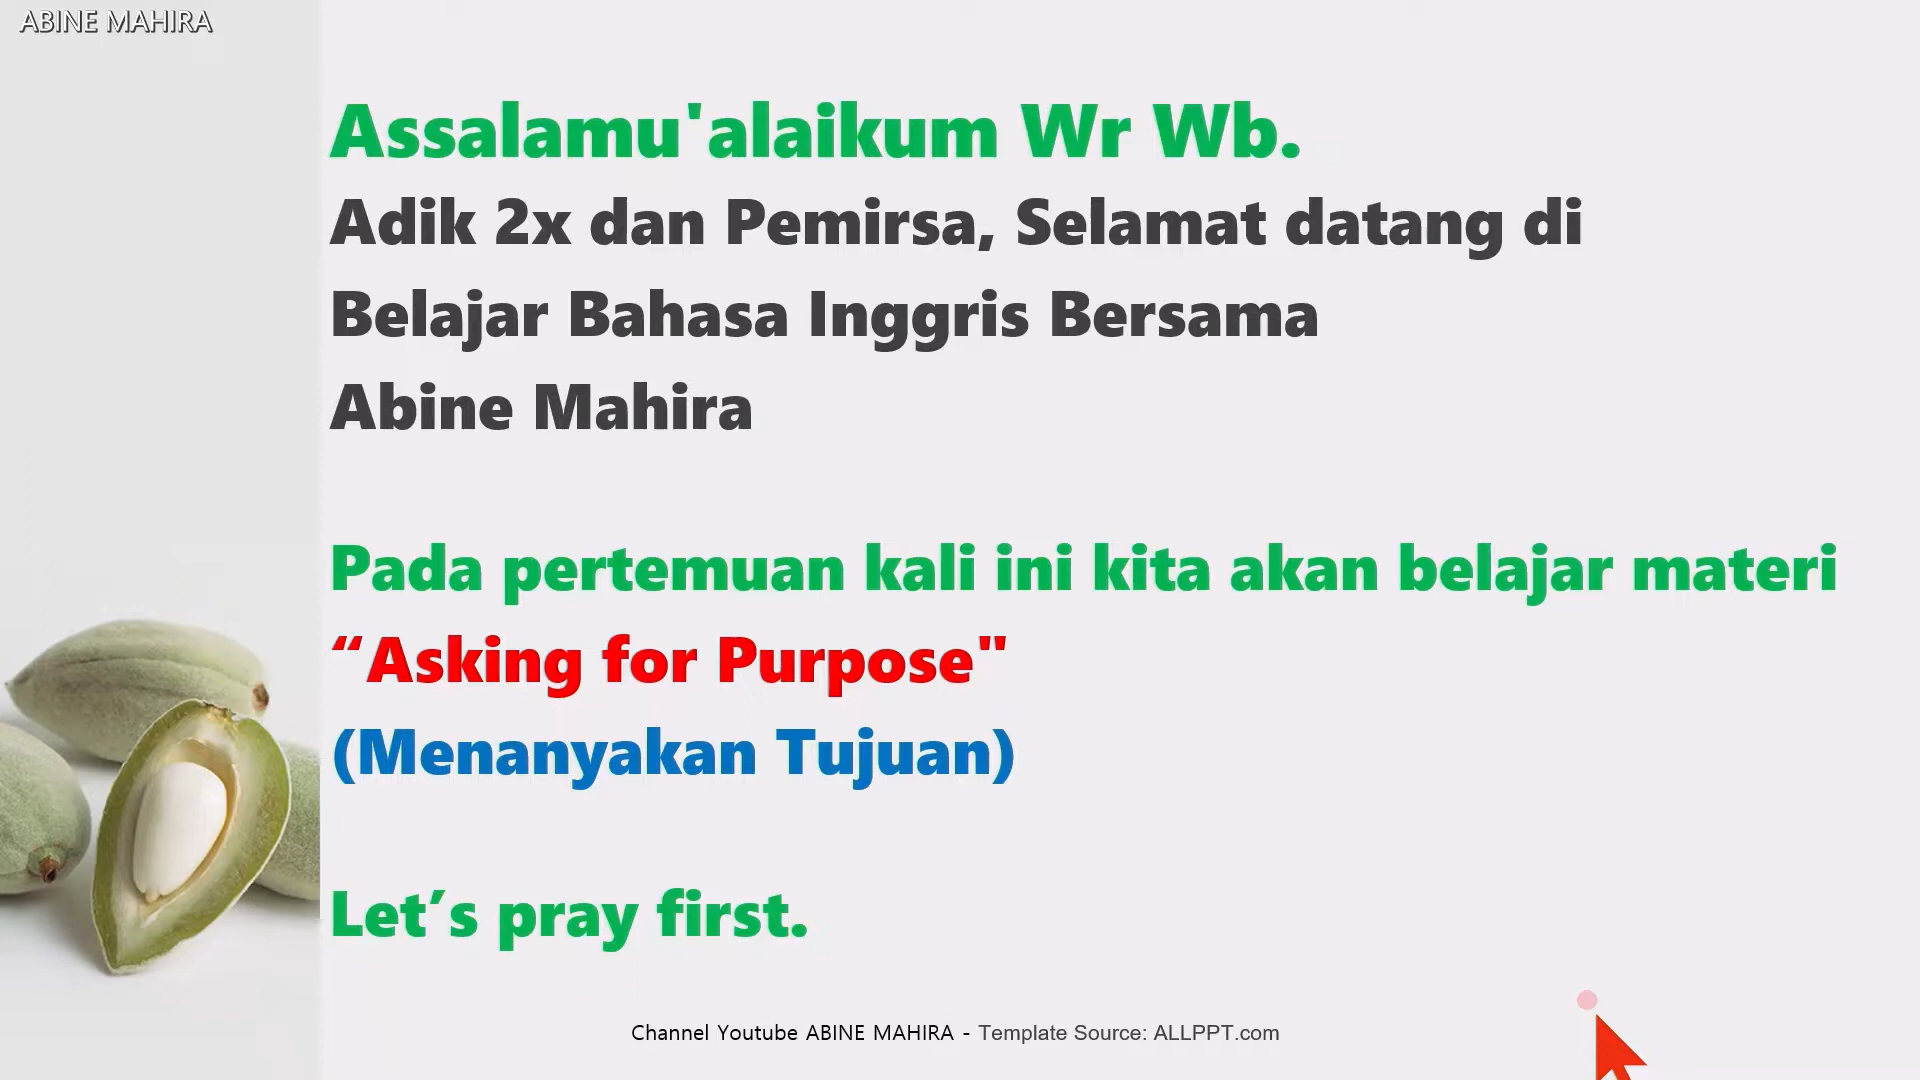 ABINE MAHIRA
Assalamu'alaikum Wr Wb.
Adik 2x dan Pemirsa, Selamat datang di
Belajar Bahasa Inggris Bersama
Abine Mahira
Pada pertemuan kali ini kita akan belajar materi
“Asking for Purpose"
(Menanyakan Tujuan)
Let’s pray first.
Channel Youtube ABINE MAHIRA - Template Source: ALLPPT.com